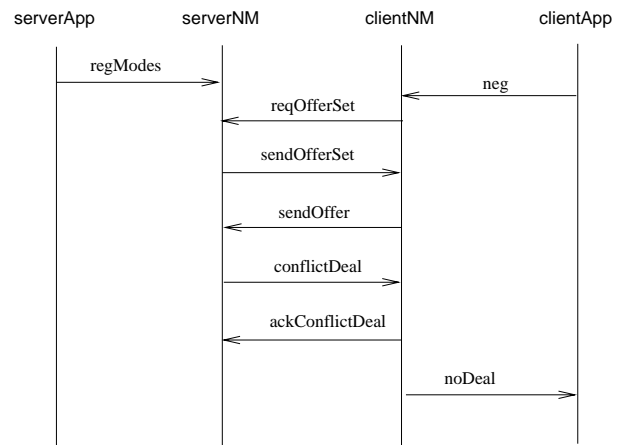 serverApp serverNM clientNM clientApp
regModes
neg
reqOfferSet
sendOfferSet
sendOffer
conflictDeal
ackConflictDeal
noDeal